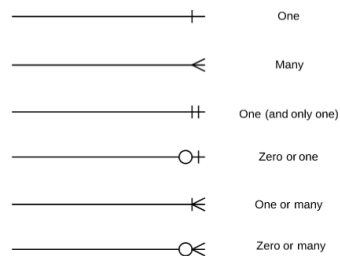 One
Many
One (and only one)
Zero or one
One or many
Zero or many